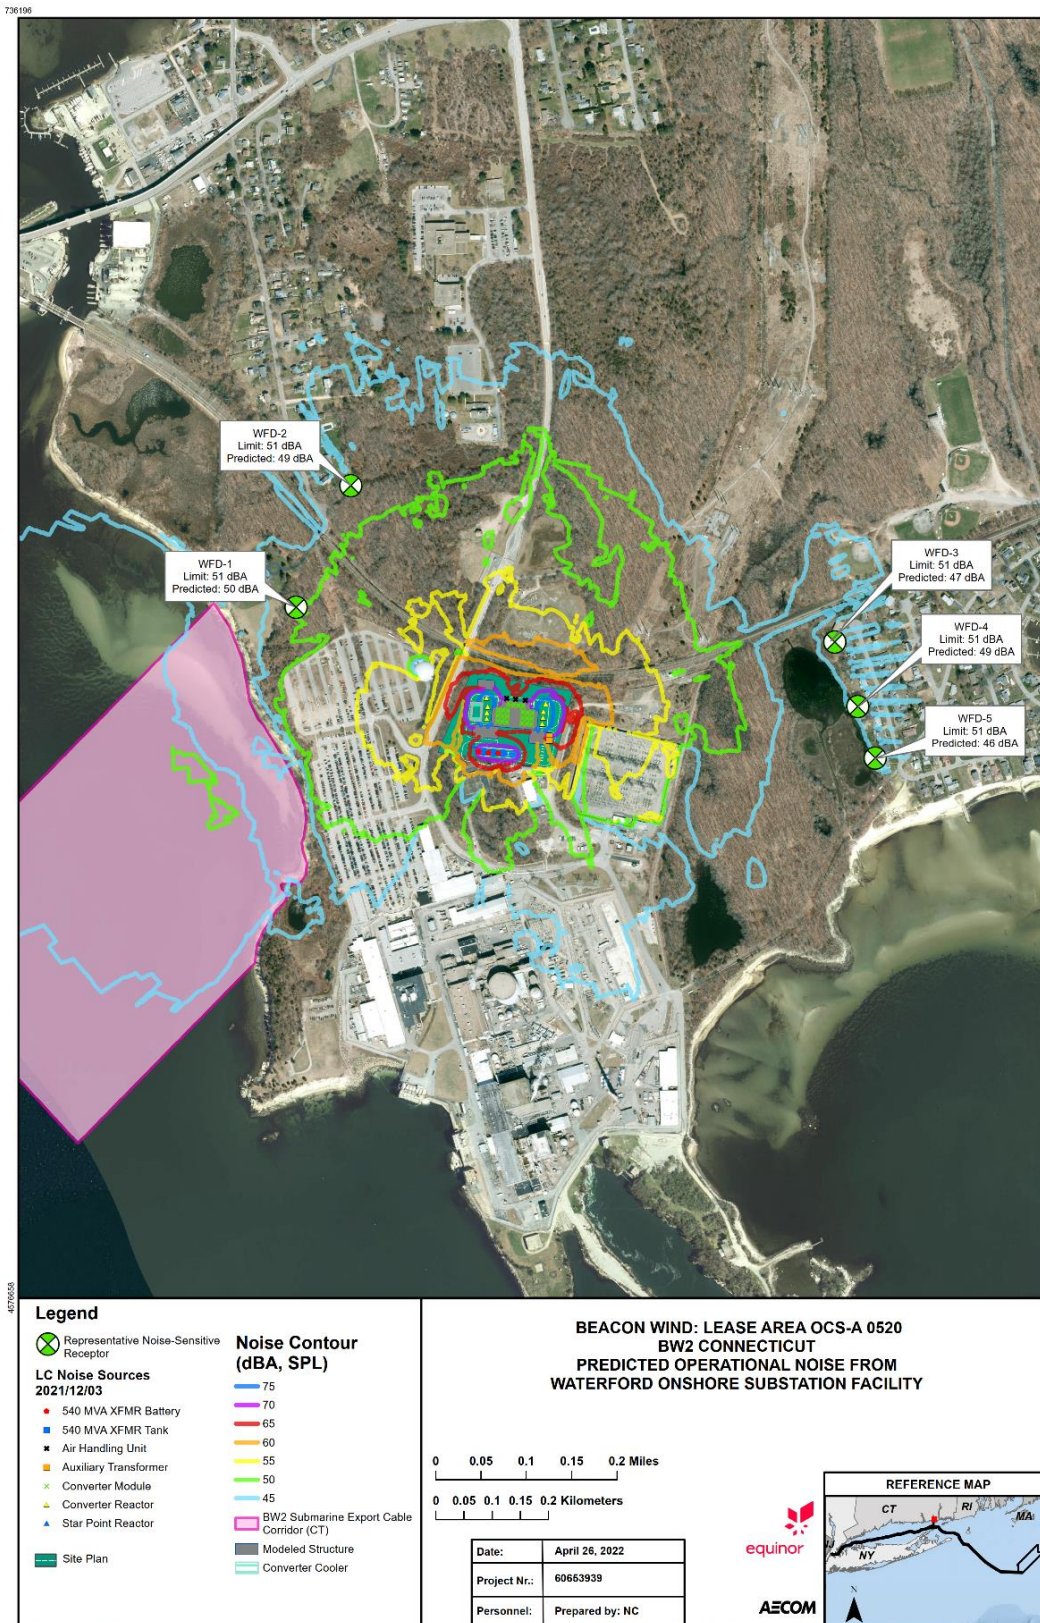 736196
WFD-2
Limit: 51 dBA
Predicted: 49 dBA
WFD-1
Limit: 51 dBA
Predicted: 50 dBA
WFD-3
Limit: 51 dBA
Predicted: 47 dBA
WFD-4
Limit: 51 dBA
Predicted: 49 dBA
WFD-5
Limit: 51 dBA
Predicted: 46 dBA
4576658
Legend
Representative Noise-Sensitive
Receptor
LC Noise Sources
2021/12/03
540 MVA XFMR Battery
540 MVA XFMR Tank
Air Handling Unit
Auxiliary Transformer
Converter Module
Converter Reactor
Star Point Reactor
Site Plan
Noise Contour
(dBA, SPL)
75
70
65
60
55
50
45
BW2 Submarine Export Cable
Corridor (CT)
Modeled Structure
Converter Cooler
BEACON WIND: LEASE AREA OCS-A 0520
BW2 CONNECTICUT
PREDICTED OPERATIONAL NOISE FROM
WATERFORD ONSHORE SUBSTATION FACILITY
0 0.05 0.1 0.15 0.2 Miles
0 0.05 0.1 0.15 0.2 Kilometers
Date: April 26, 2022
Project Nr.: 60653939
Personnel: Prepared by: NC
equinor
AECOM
REFERENCE MAP
CT RI MA
NJ NY
N